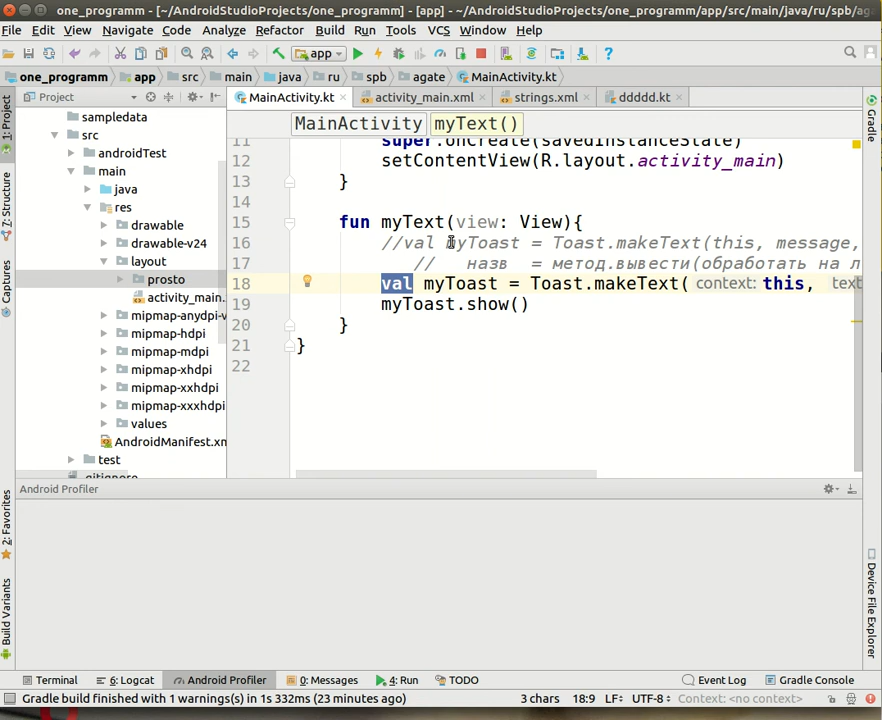 one_programm - [~/AndroidStudioProjects/one_programm] - [app] - ~/AndroidStudioProjects/one_programm/app/src/main/java/ru/spb/aga
File Edit View Navigate Code Analyze Refactor Build Run Tools VCS Window Help
app
one_programm app src main java ru spb agate MainActivity.kt
Project
MainActivity.kt activity_main.xml strings.xml ddddd.kt
MainActivity myText()
sampledata
src
androidTest
main
java
res
drawable
drawable-v24
layout
prosto
activity_main.
mipmap-anydpi-v
mipmap-hdpi
mipmap-mdpi
mipmap-xhdpi
mipmap-xxhdpi
mipmap-xxxhdpi
values
AndroidManifest.xm
test
.gitignore
11 super.onCreate(savedInstanceState)
12 setContentView(R.layout.activity_main)
13 }
14
15 fun myText(view: View){
16 //val myToast = Toast.makeText(this, message,
17 // назв = метод.вывести(обработать на л
18 val myToast = Toast.makeText( context: this, text
19 myToast.show()
20 }
21 }
22
1: Project
7: Structure
Captures
2: Favorites
Build Variants
Gradle
Device File Explorer
Android Profiler
Terminal 6: Logcat Android Profiler 0: Messages 4: Run TODO Event Log Gradle Console
Gradle build finished with 1 warnings(s) in 1s 332ms (23 minutes ago) 3 chars 18:9 LF÷ UTF-8÷ Context: <no context>